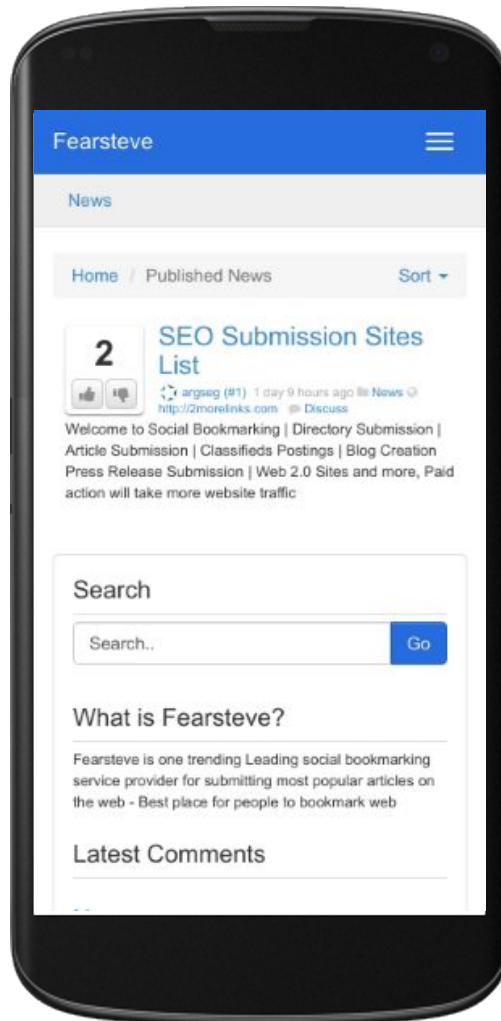 Fearsteve
News
Home / Published News
Sort
2
SEO Submission Sites
List
argseg (#1) 1 day 9 hours ago News
http://2morelinks.com Discuss
Welcome to Social Bookmarking | Directory Submission |
Article Submission | Classifieds Postings | Blog Creation
Press Release Submission | Web 2.0 Sites and more, Paid
action will take more website traffic
Search
Search..
Go
What is Fearsteve?
Fearsteve is one trending Leading social bookmarking
service provider for submitting most popular articles on
the web - Best place for people to bookmark web
Latest Comments